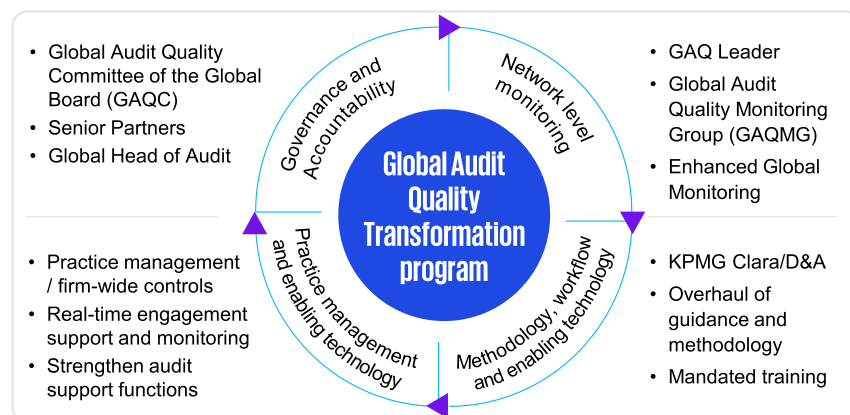 • Global Audit Quality
Committee of the Global
Board (GAQC)
• Senior Partners
• Global Head of Audit
Governance and
Accountability
Network level
monitoring
• GAQ Leader
• Global Audit
Quality Monitoring
Group (GAQMG)
• Enhanced Global
Monitoring
Global Audit
Quality
Transformation
program
• Practice management
/ firm-wide controls
• Real-time engagement
support and monitoring
• Strengthen audit
support functions
Practice management
and enabling technology
Methodology, workflow
and enabling technology
• KPMG Clara/D&A
• Overhaul of
guidance and
methodology
• Mandated training